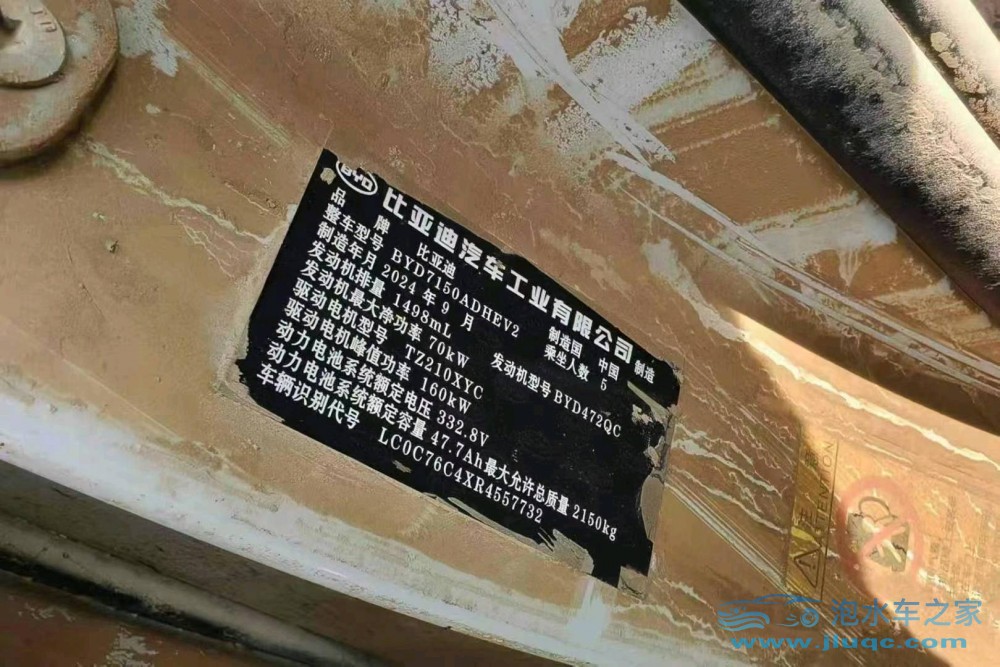 BYD 比亚迪汽车工业有限公司 制造
品牌 比亚迪 制造国 中国
整车型号 BYD7150ADHEV2 乘坐人数 5
制造年月 2024年9月 发动机型号 BYD472QC
发动机排量 1498mL
发动机最大净功率 70kW
驱动电机型号 TZ210XYC
驱动电机峰值功率 160kW
动力电池系统额定电压 332.8V
动力电池系统额定容量 47.7Ah 最大允许总质量 2150kg
车辆识别代号 LC0C76C4XR4557732
ATTENTION
泡水车之家
www.jluqc.com